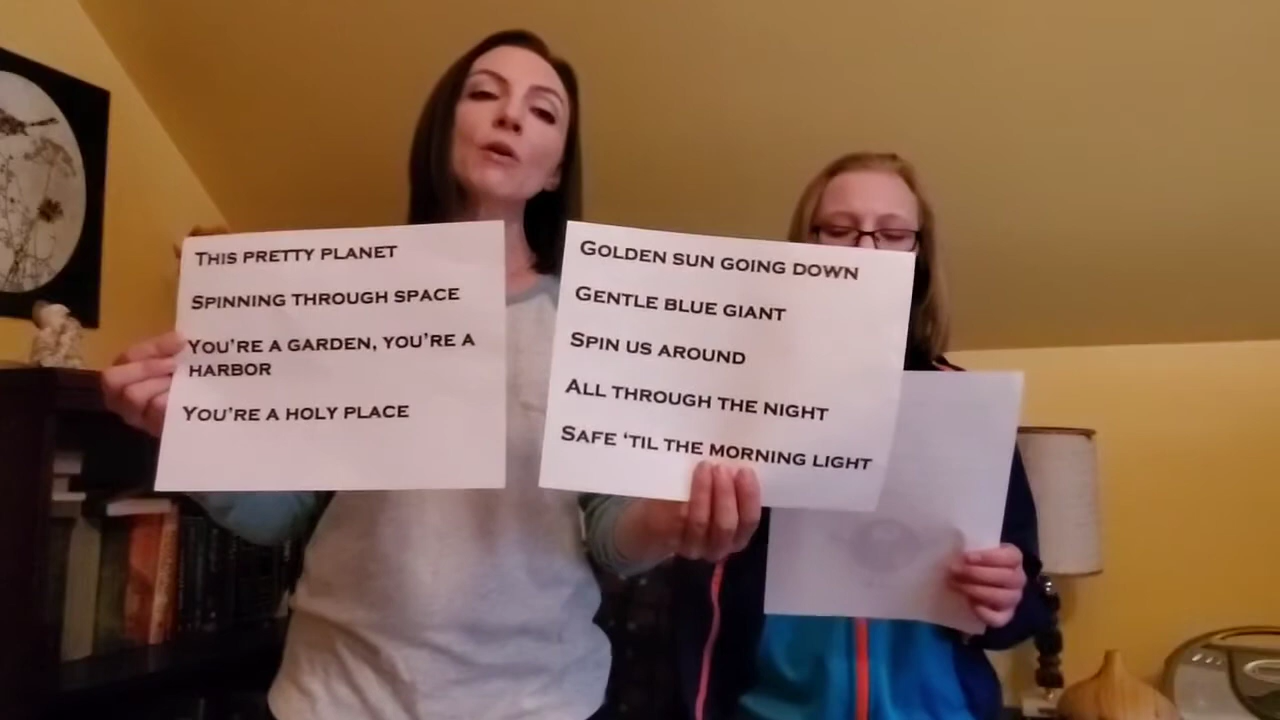 THIS PRETTY PLANET
SPINNING THROUGH SPACE
YOU'RE A GARDEN, YOU'RE A
HARBOR
YOU'RE A HOLY PLACE
GOLDEN SUN GOING DOWN
GENTLE BLUE GIANT
SPIN US AROUND
ALL THROUGH THE NIGHT
SAFE 'TIL THE MORNING LIGHT